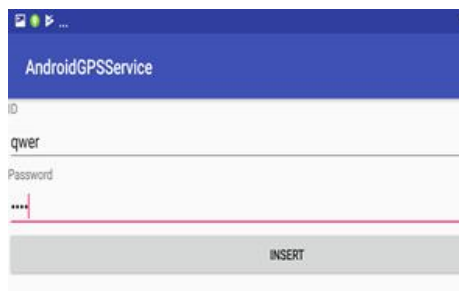 ...
AndroidGPSService
ID
qwer
Password
••••
INSERT